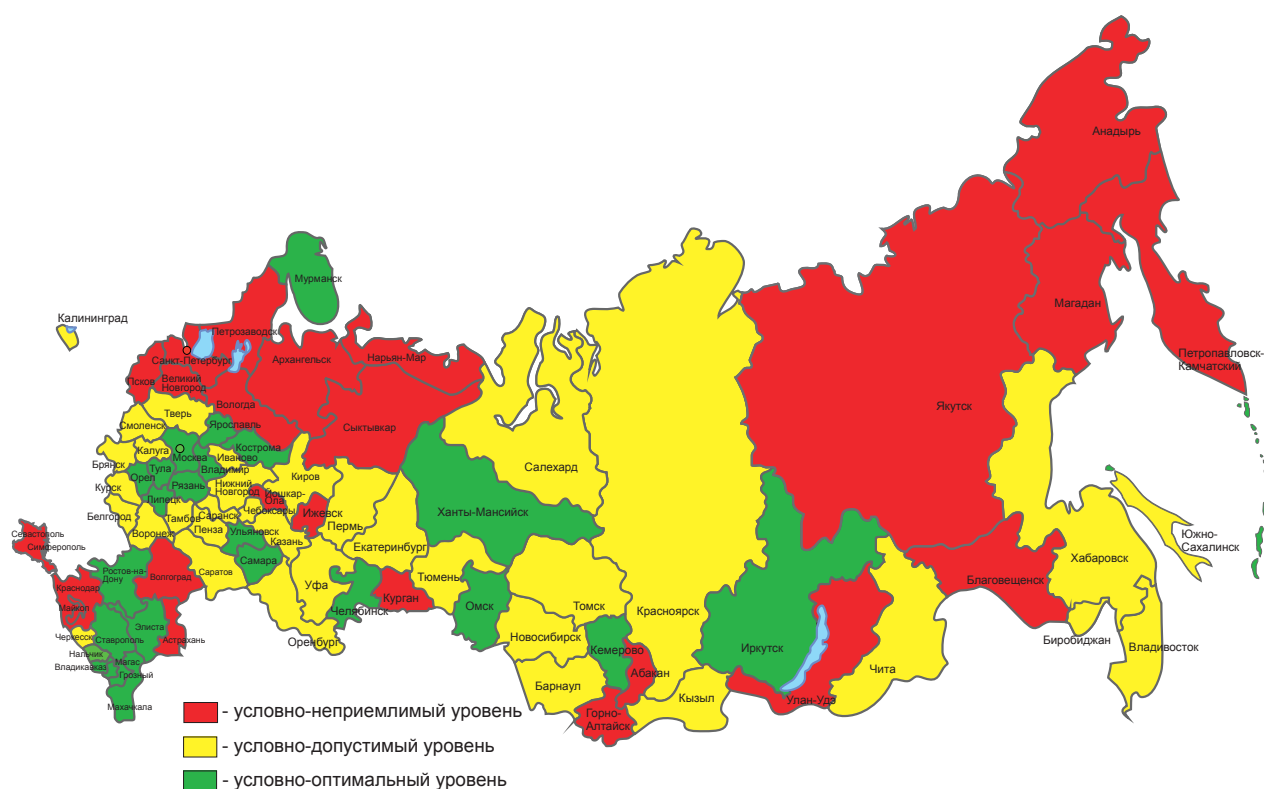 Анадырь
Мурманск
Магадан
Калининград
Петрозаводск
Санкт-Петербург
Архангельск
Нарьян-Мар
Петропавловск-
Камчатский
Псков
Великий
Новгород
Вологда
Якутск
Тверь
Смоленск
Ярославль
Сыктывкар
Калуга
Москва
Кострома
Иваново
Брянск
Тула
Владимир
Салехард
Орел
Рязань
Киров
Курск
Липецк
Нижний
Новгород
Йошкар-
Ола
Ижевск
Ханты-Мансийск
Белгород
Тамбов
Саранск
Чебоксары
Пермь
Воронеж
Пенза
Ульяновск
Казань
Севастополь
Симферополь
Екатеринбург
Южно-
Сахалинск
Хабаровск
Ростов-на-
Дону
Волгоград
Саратов
Самара
Уфа
Тюмень
Благовещенск
Краснодар
Майкоп
Челябинск
Курган
Омск
Томск
Красноярск
Элиста
Черкесск
Ставрополь
Астрахань
Оренбург
Новосибирск
Кемерово
Иркутск
Биробиджан
Владивосток
Нальчик
Владикавказ
Магас
Грозный
Барнаул
Абакан
Кызыл
Чита
Улан-Удэ
Махачкала
Горно-
Алтайск
- условно-неприемлимый уровень
- условно-допустимый уровень
- условно-оптимальный уровень